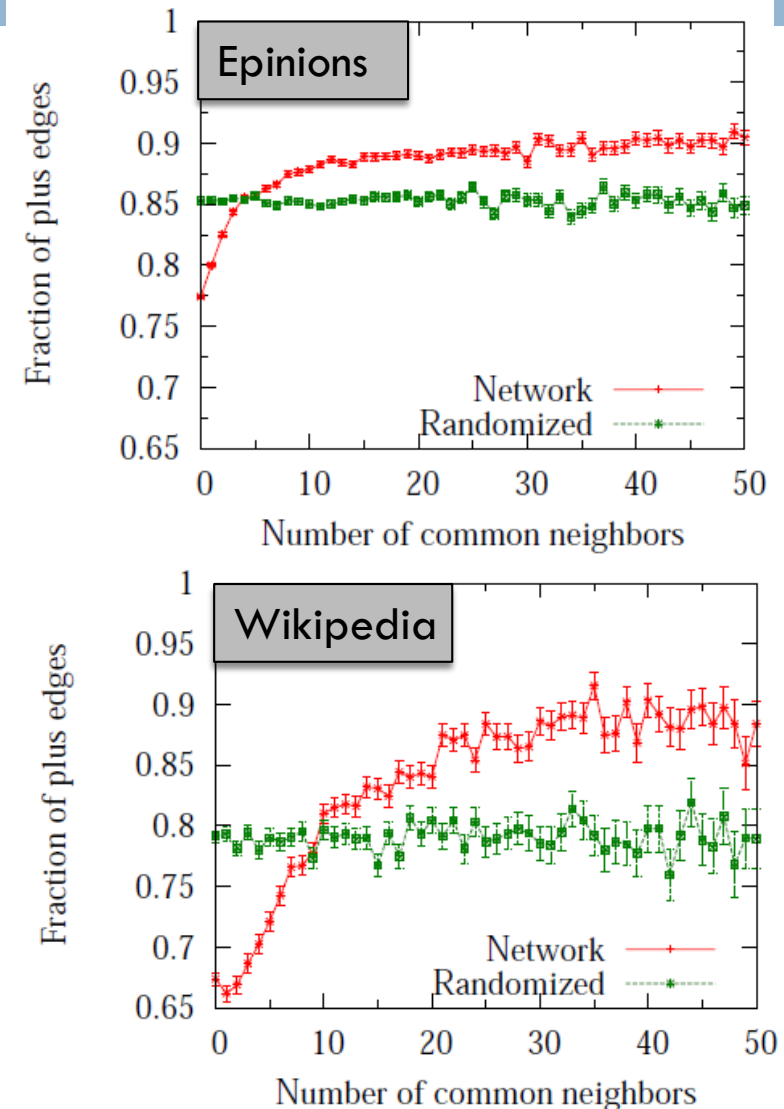 Epinions
Fraction of plus edges
1
0.95
0.9
0.85
0.8
0.75
0.7
0.65
Network
Randomized
0 10 20 30 40 50
Number of common neighbors
Wikipedia
Fraction of plus edges
1
0.95
0.9
0.85
0.8
0.75
0.7
0.65
Network
Randomized
0 10 20 30 40 50
Number of common neighbors